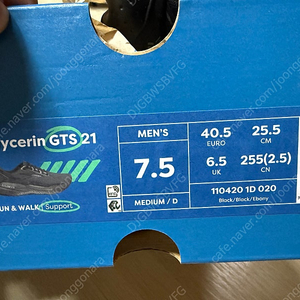 ycerin GTS 21
MEN'S
7.5
MEDIUM / D
40.5 25.5
EURO CM
6.5 255(2.5)
UK CN
110420 1D 020
Black/Black/Ebony
UN & WALK Support